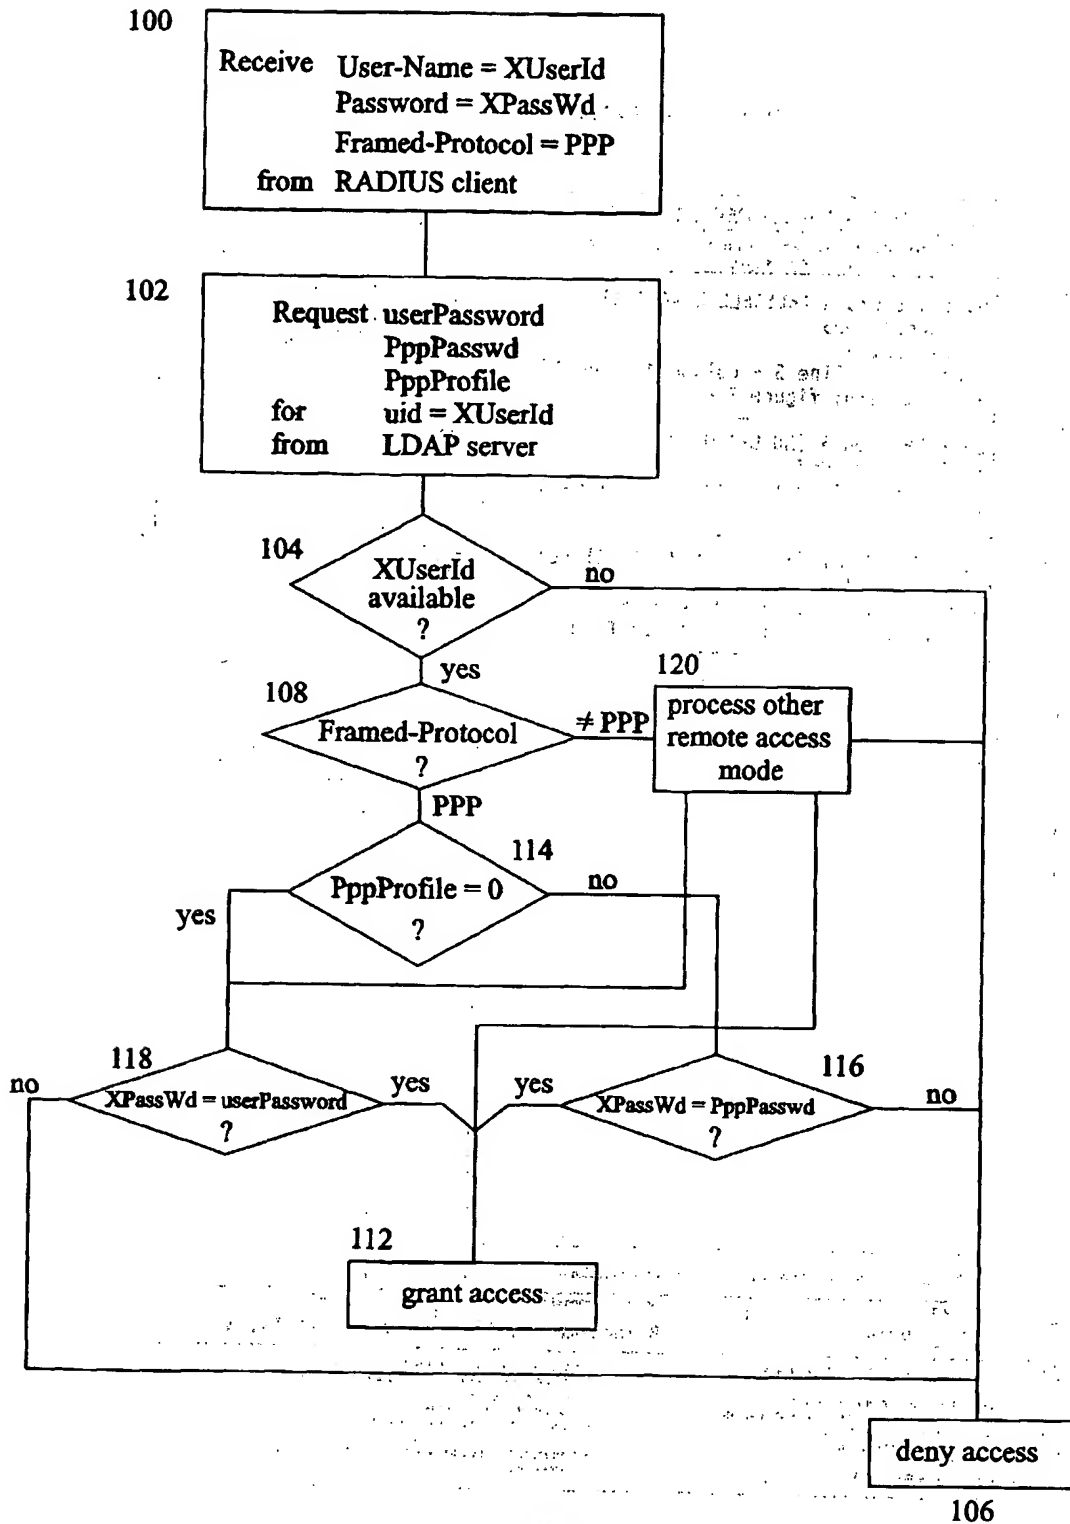 100
Receive User-Name = XUserId
Password = XPassWd
Framed-Protocol = PPP
from RADIUS client
102
Request userPassword
PppPasswd
PppProfile
for uid = XUserId
from LDAP server
104
XUserId
available
?
no
yes
108
Framed-Protocol
?
≠ PPP
120
process other
remote access
mode
PPP
114
PppProfile = 0
?
yes
no
118
XPassWd = userPassword
?
no
yes
116
XPassWd = PppPasswd
?
yes
no
112
grant access
deny access
106